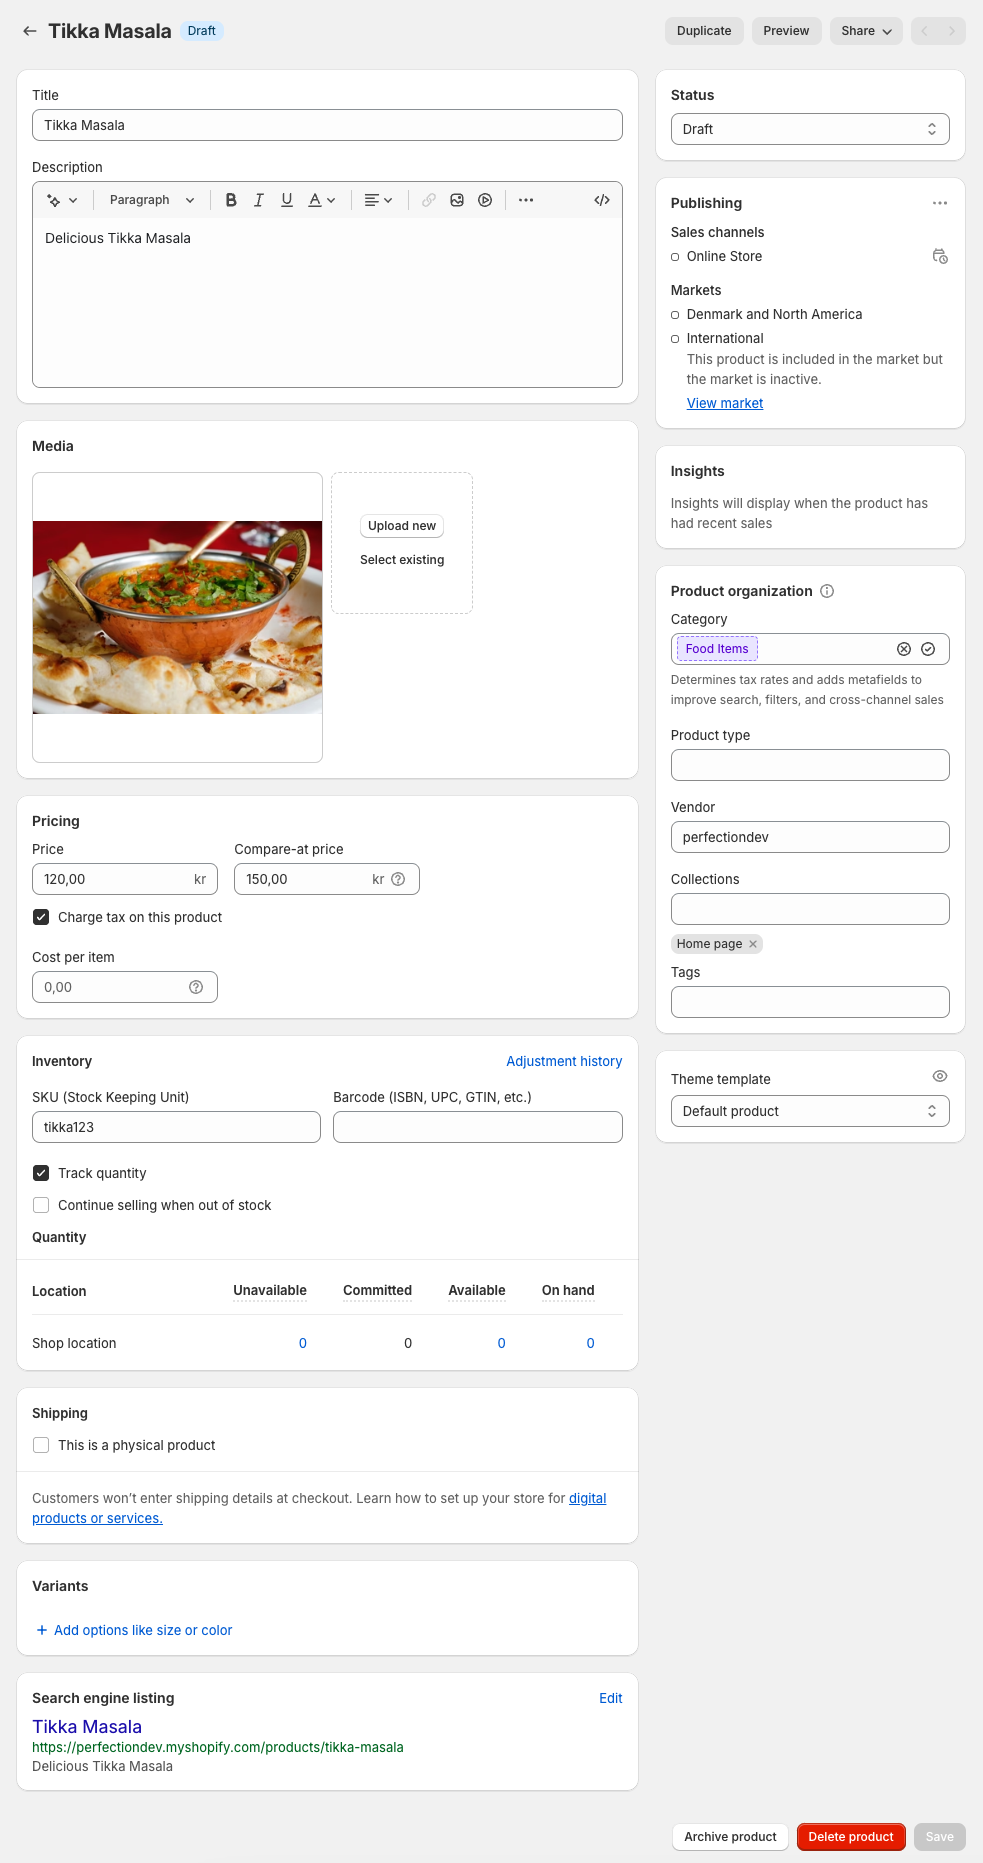 Tikka Masala
Draft
Duplicate
Preview
Share
Title
Tikka Masala
Description
Paragraph
B I U A
Delicious Tikka Masala
Media
Upload new
Select existing
Pricing
Price
Compare-at price
120,00 kr
150,00 kr
Charge tax on this product
Cost per item
0,00
Inventory
Adjustment history
SKU (Stock Keeping Unit)
Barcode (ISBN, UPC, GTIN, etc.)
tikka123
Track quantity
Continue selling when out of stock
Quantity
Location Unavailable Committed Available On hand
Shop location 0 0 0 0
Shipping
This is a physical product
Customers won’t enter shipping details at checkout. Learn how to set up your store for digital
products or services.
Variants
+ Add options like size or color
Search engine listing
Edit
Tikka Masala
https://perfectiondev.myshopify.com/products/tikka-masala
Delicious Tikka Masala
Status
Draft
Publishing
Sales channels
Online Store
Markets
Denmark and North America
International
This product is included in the market but
the market is inactive.
View market
Insights
Insights will display when the product has
had recent sales
Product organization
Category
Food Items
Determines tax rates and adds metafields to
improve search, filters, and cross-channel sales
Product type
Vendor
perfectiondev
Collections
Home page
Tags
Theme template
Default product
Archive product
Delete product
Save